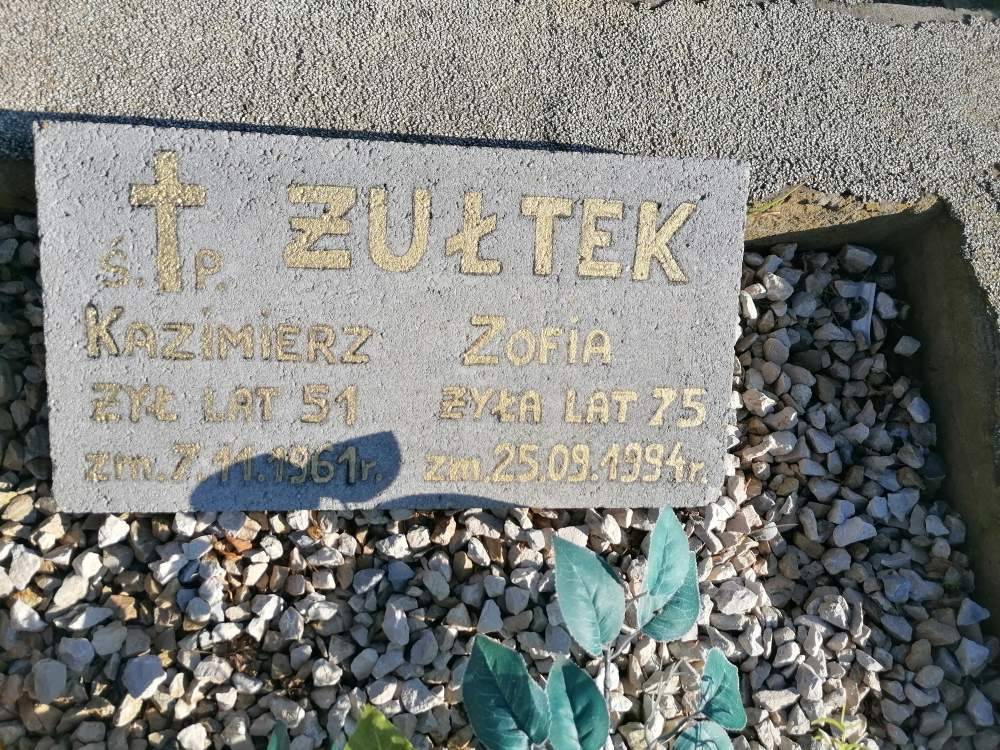 Ś. P. ŻUŁTEK
KAZIMIERZ
ŻYŁ LAT 51
zm. 7.11.1961r.
ZOFIA
ŻYŁA LAT 75
zm. 25.09.1994r.